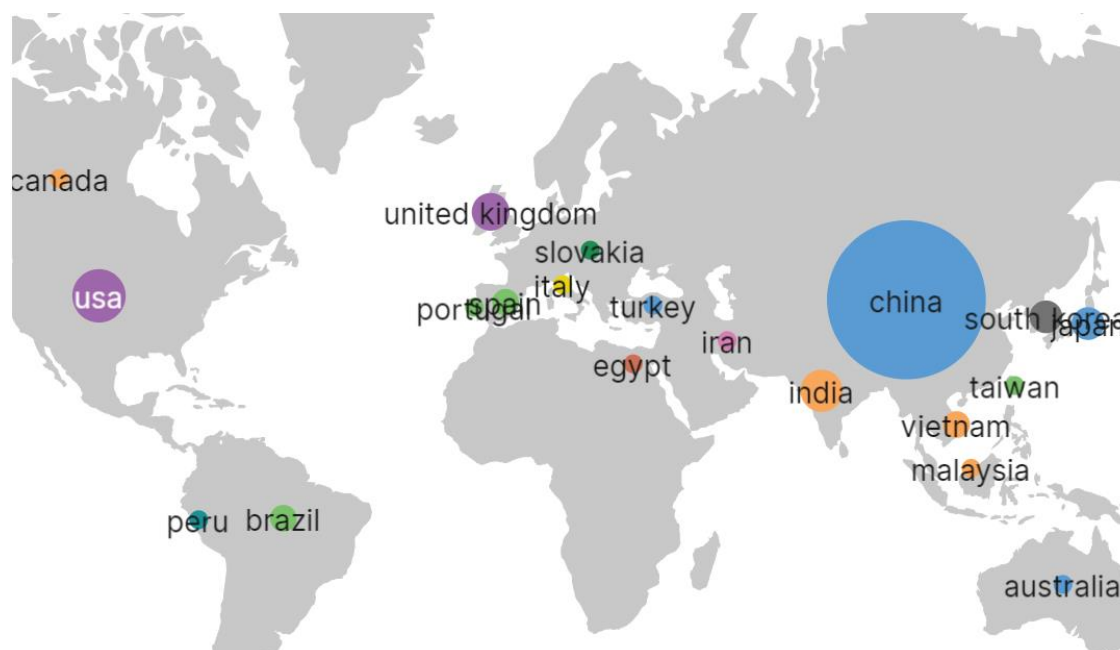 canada
united kingdom
slovakia
usa
italy
portugal
spain
turkey
china
south korea
japan
iran
egypt
india
taiwan
vietnam
malaysia
peru
brazil
australia